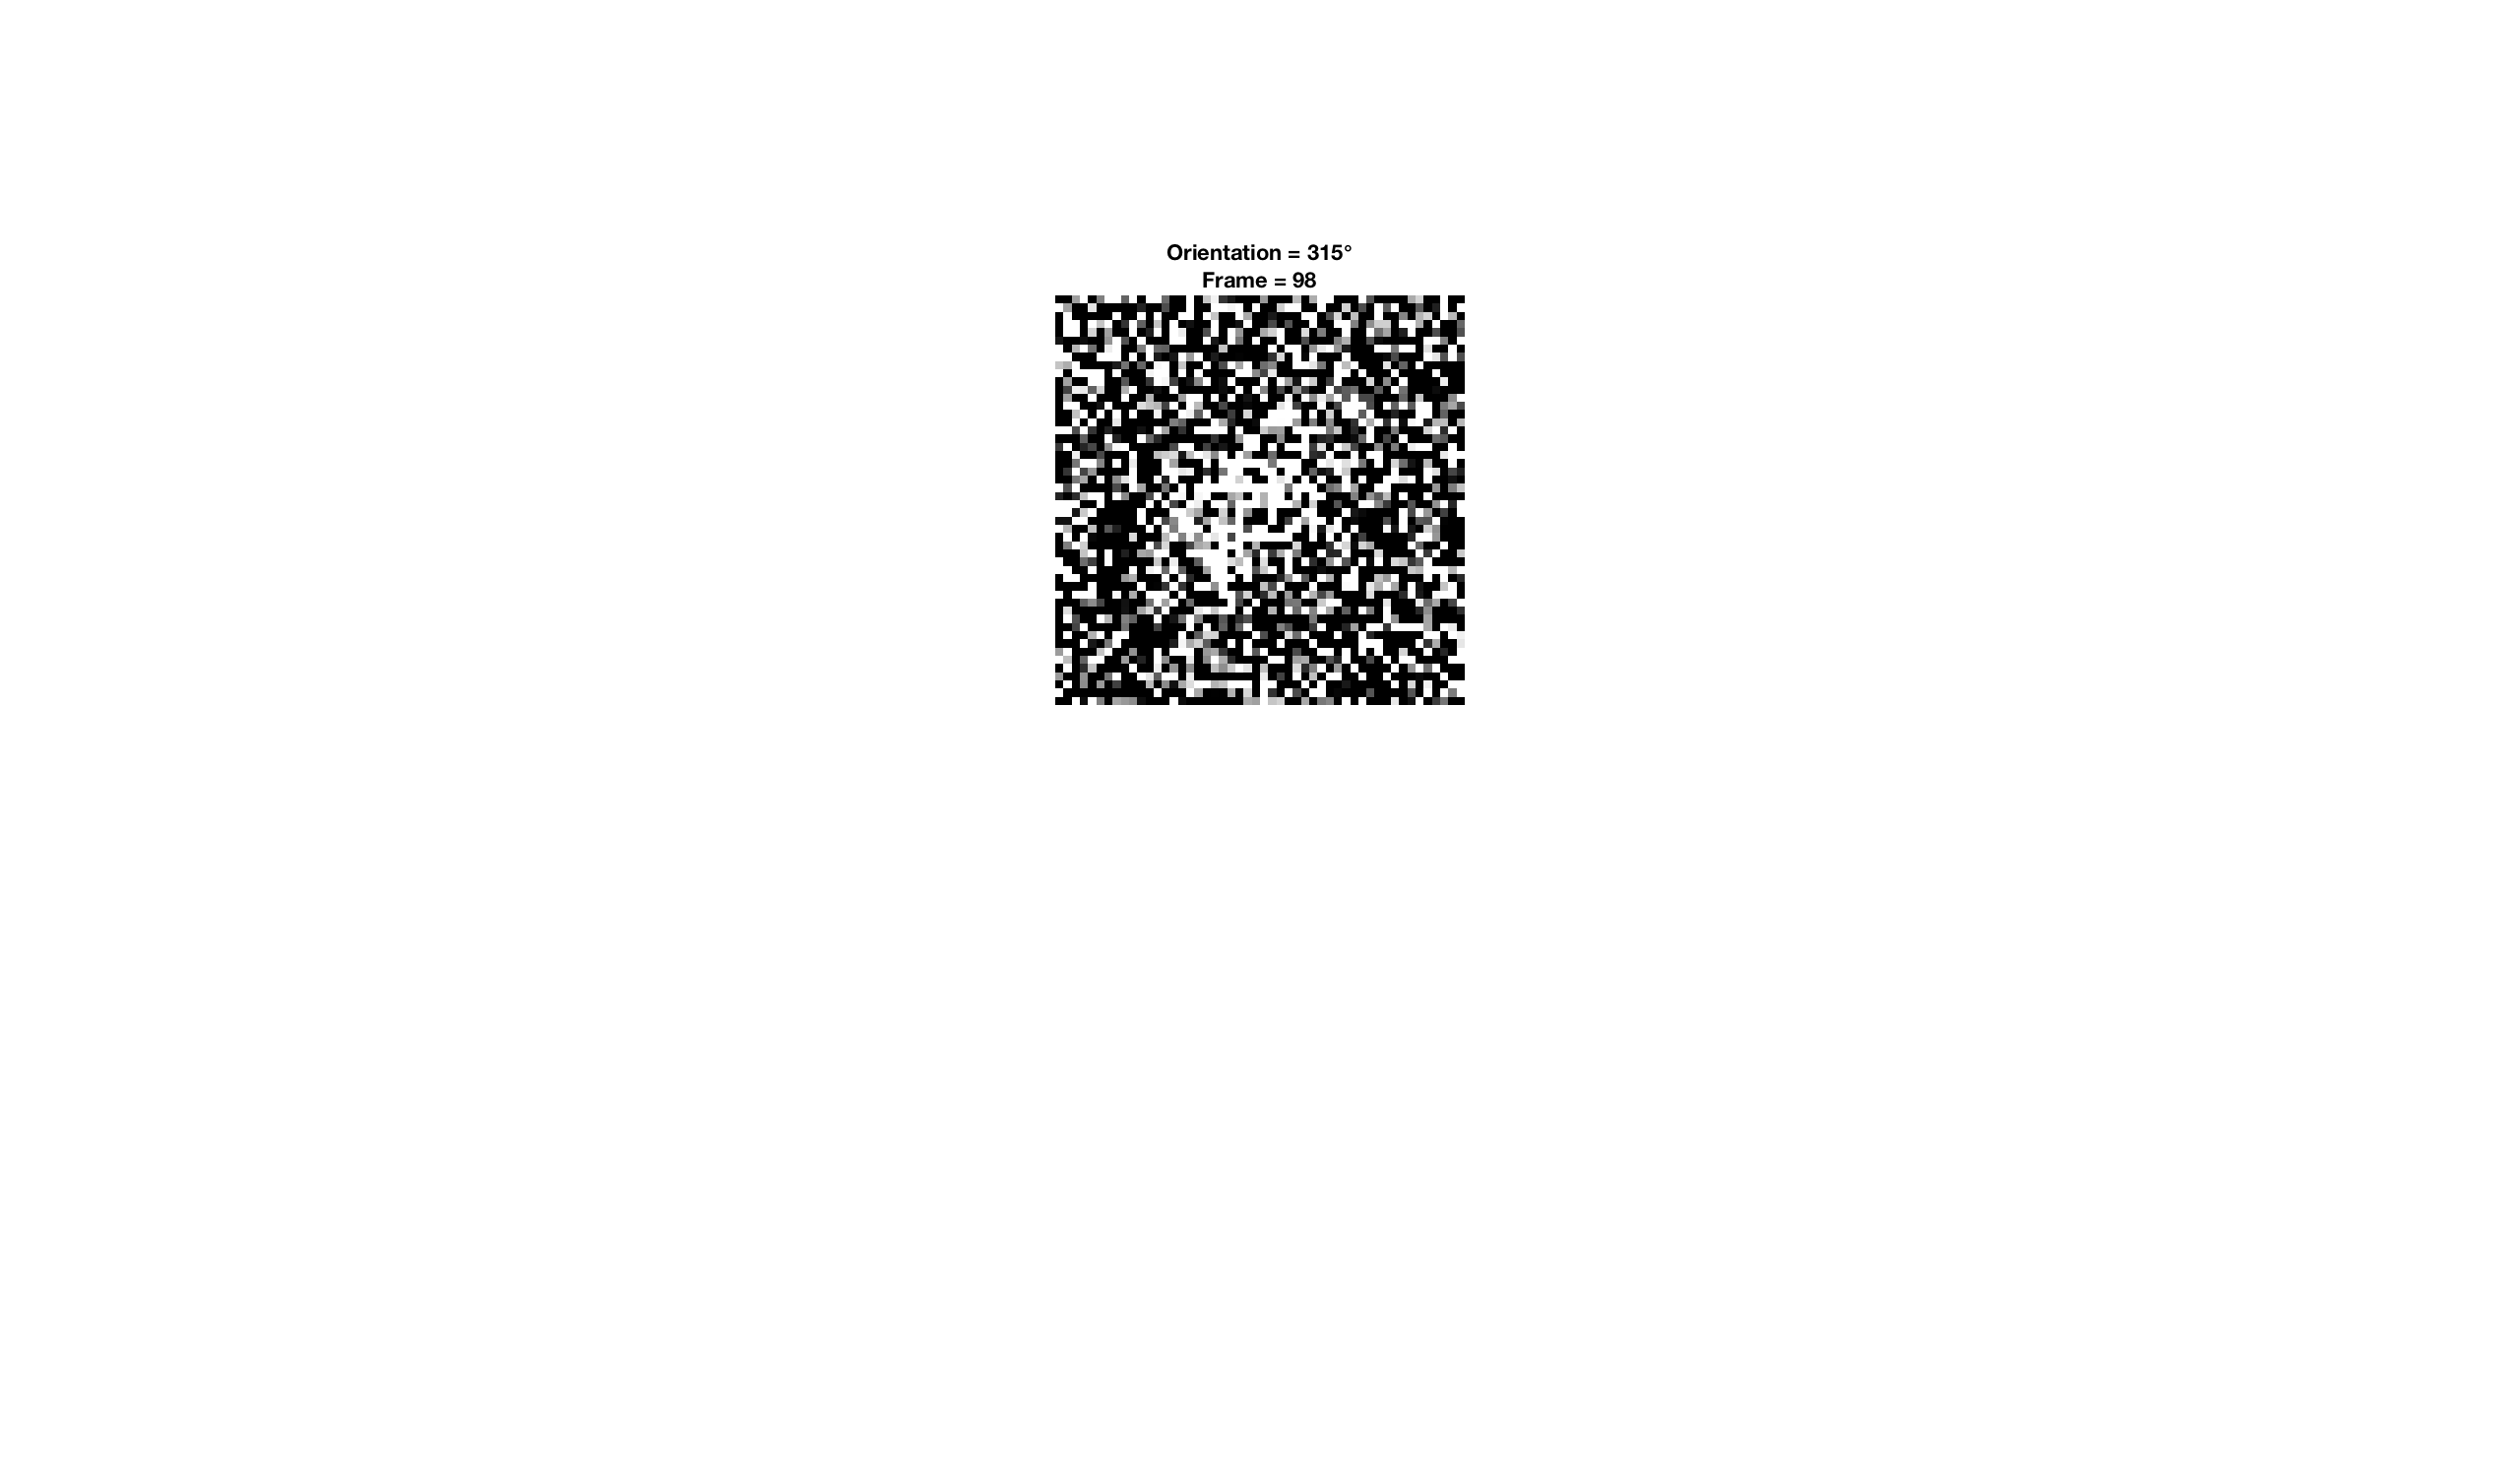 Orientation = 315°
Frame = 98